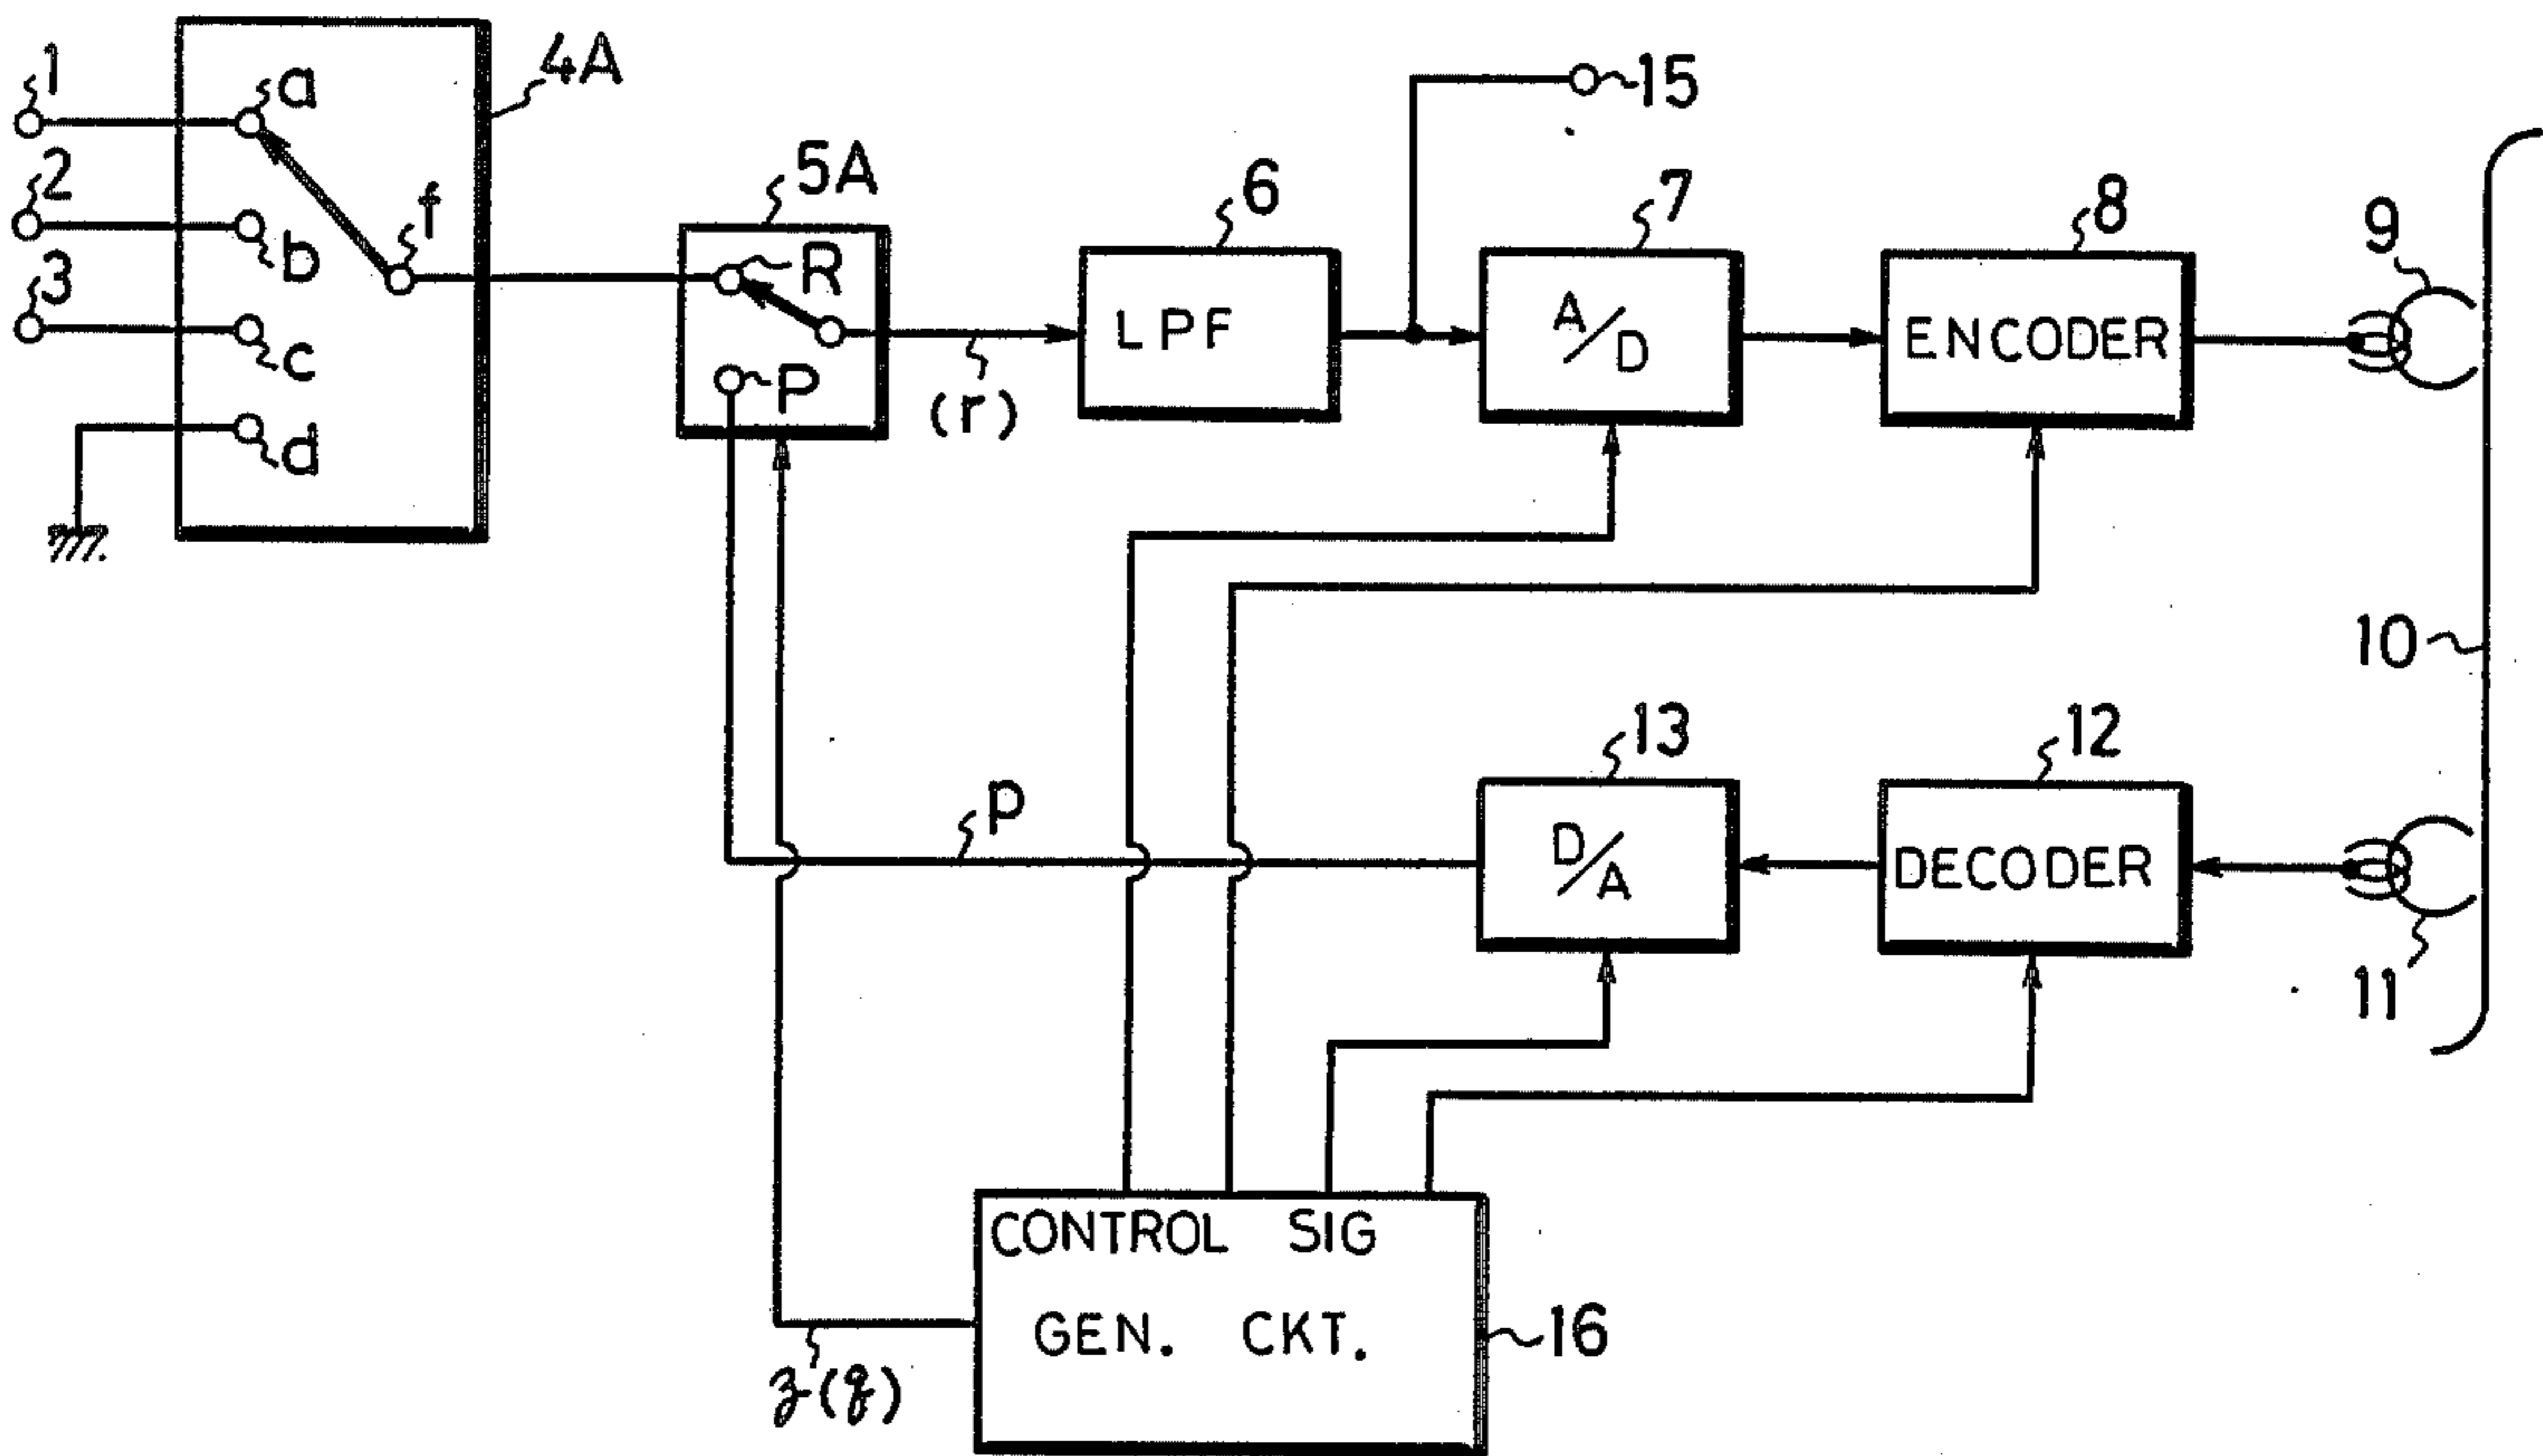 1
a
4A
15
2
b
f
5A
6
7
8
9
3
c
R
LPF
A/D
ENCODER
d
P
(r)
10
13
12
p
D/A
DECODER
11
CONTROL SIG
GEN. CKT.
16